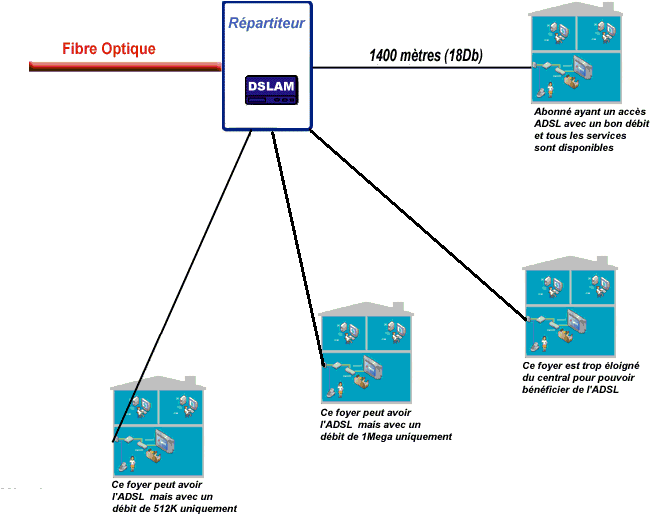 Répartiteur
Fibre Optique
DSLAM
1400 mètres (18Db)
Abonné ayant un accès
ADSL avec un bon débit
et tous les services
sont disponibles
Ce foyer est trop éloigné
du central pour pouvoir
bénéficier de l'ADSL
Ce foyer peut avoir
l'ADSL mais avec un
débit de 1Mega uniquement
Ce foyer peut avoir
l'ADSL mais avec un
débit de 512K uniquement